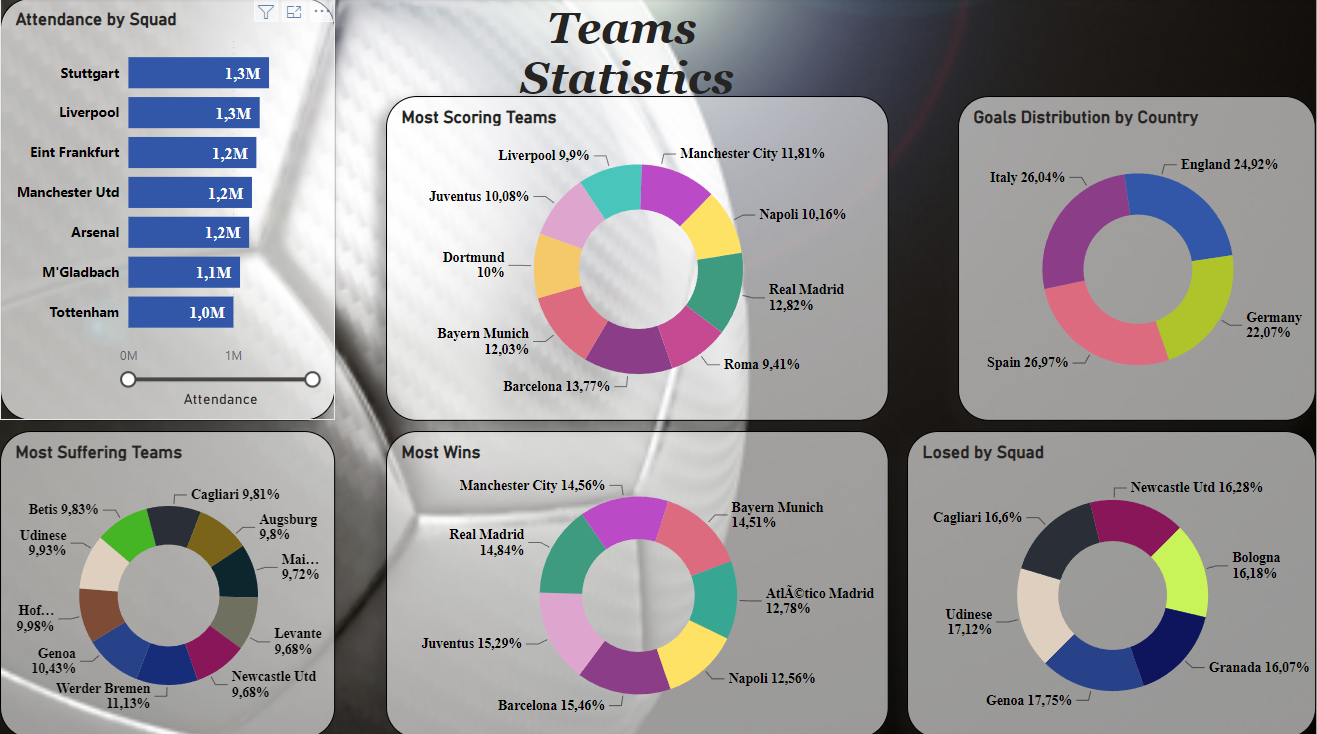 Teams
Statistics
Attendance by Squad
Stuttgart 1,3M
Liverpool 1,3M
Eint Frankfurt 1,2M
Manchester Utd 1,2M
Arsenal 1,2M
M'Gladbach 1,1M
Tottenham 1,0M
0M 1M
Attendance
Most Scoring Teams
Liverpool 9,9%
Manchester City 11,81%
Juventus 10,08%
Napoli 10,16%
Dortmund
10%
Real Madrid
12,82%
Bayern Munich
12,03%
Roma 9,41%
Barcelona 13,77%
Goals Distribution by Country
England 24,92%
Italy 26,04%
Germany
22,07%
Spain 26,97%
Most Suffering Teams
Cagliari 9,81%
Betis 9,83%
Augsburg
9,8%
Udinese
9,93%
Mai...
9,72%
Hof...
9,98%
Levante
9,68%
Genoa
10,43%
Newcastle Utd
9,68%
Werder Bremen
11,13%
Most Wins
Manchester City 14,56%
Bayern Munich
14,51%
Real Madrid
14,84%
AtlÃ©tico Madrid
12,78%
Juventus 15,29%
Napoli 12,56%
Barcelona 15,46%
Losed by Squad
Newcastle Utd 16,28%
Cagliari 16,6%
Bologna
16,18%
Udinese
17,12%
Granada 16,07%
Genoa 17,75%